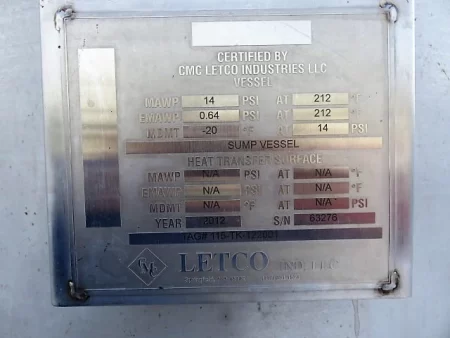 CERTIFIED BY
CMC LETCO INDUSTRIES LLC
VESSEL
MAWP 14 PSI AT 212 °F
EMAWP 0.64 PSI AT 212 °F
MDMT -20 °F AT 14 PSI
SUMP VESSEL
HEAT TRANSFER SURFACE
MAWP N/A PSI AT N/A °F
EMAWP N/A PSI AT N/A °F
MDMT N/A °F AT N/A PSI
YEAR 2012 S/N 63276
LETCO IND, LLC